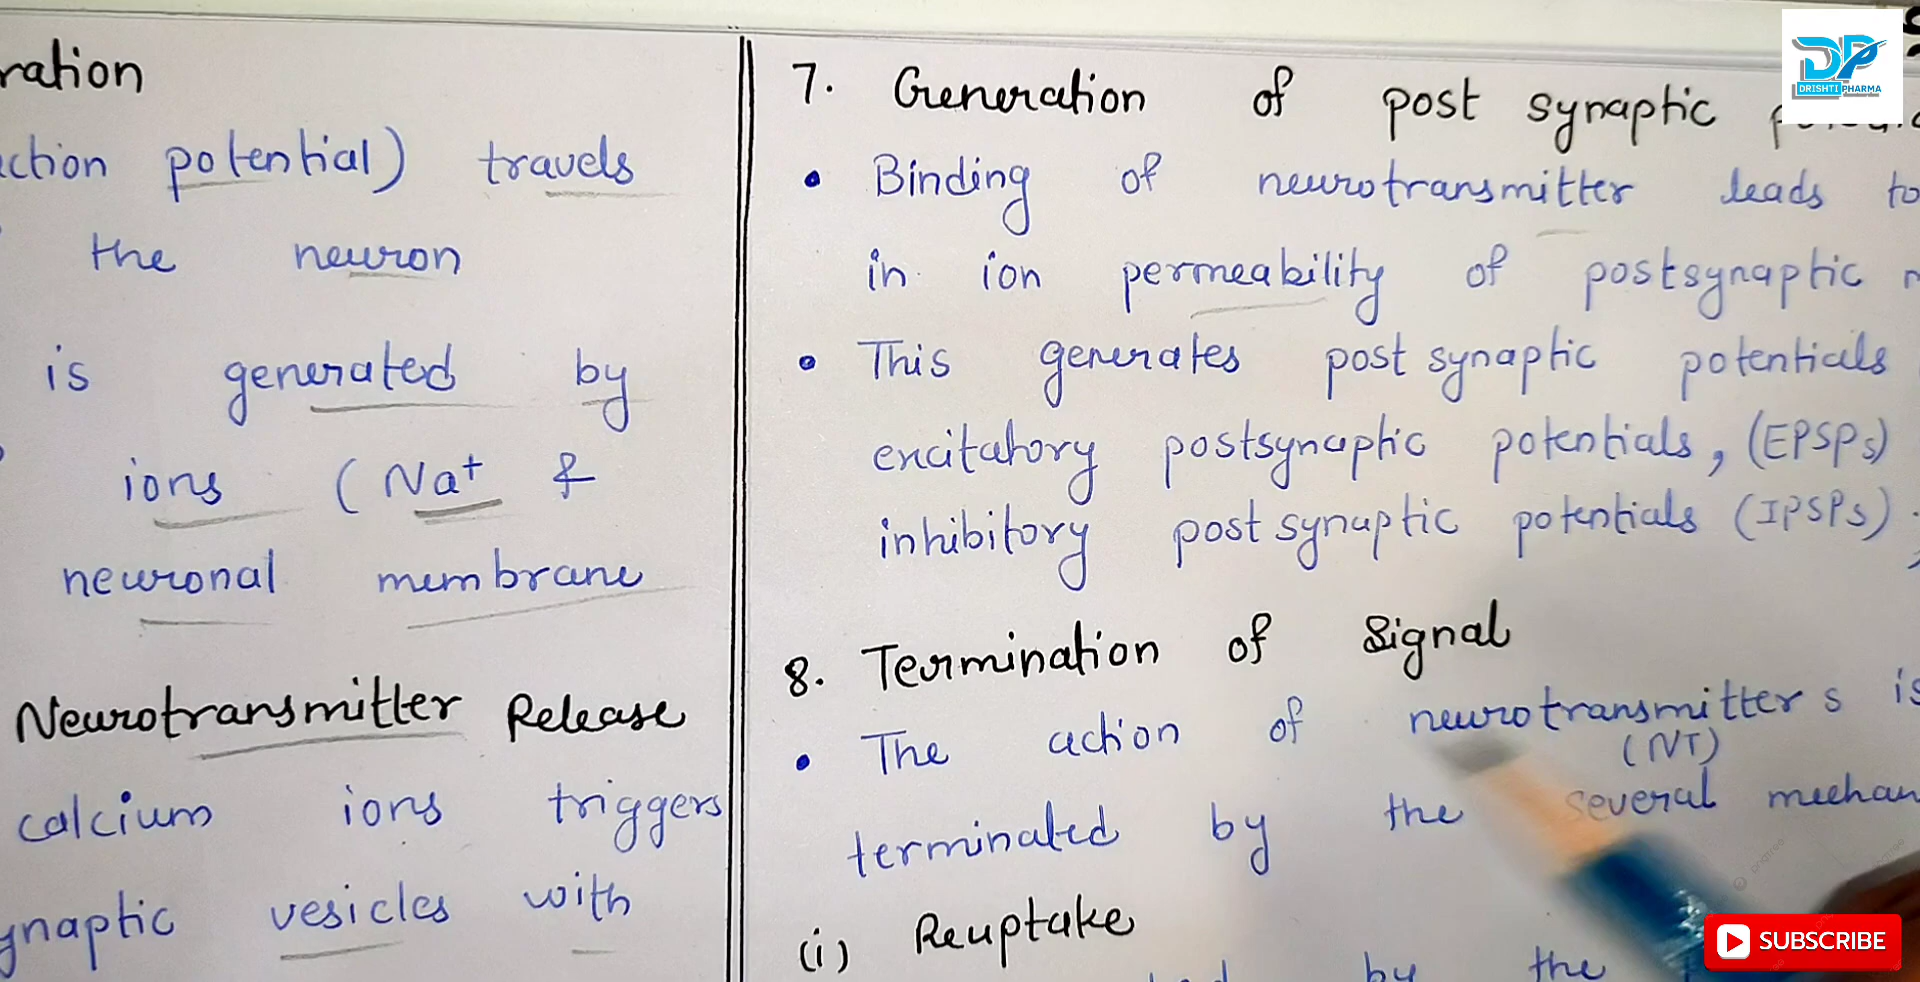 ration
ction potential) travels
the neuron
is generated by
ions (Na+ &
neuronal membrane
Neurotransmitter Release
calcium ions triggers
ynaptic vesicles with
7. Generation of post synaptic
• Binding of neurotransmitter leads to
in ion permeability of postsynaptic
• This generates post synaptic potentials
excitatory postsynaptic potentials, (EPSPs)
inhibitory post synaptic potentials (IPSPs)
8. Termination of Signal
• The action of neurotransmitters is
(NT)
terminated by the several mechan
(i) Reuptake
by the
DP
DRISHTI PHARMA
SUBSCRIBE